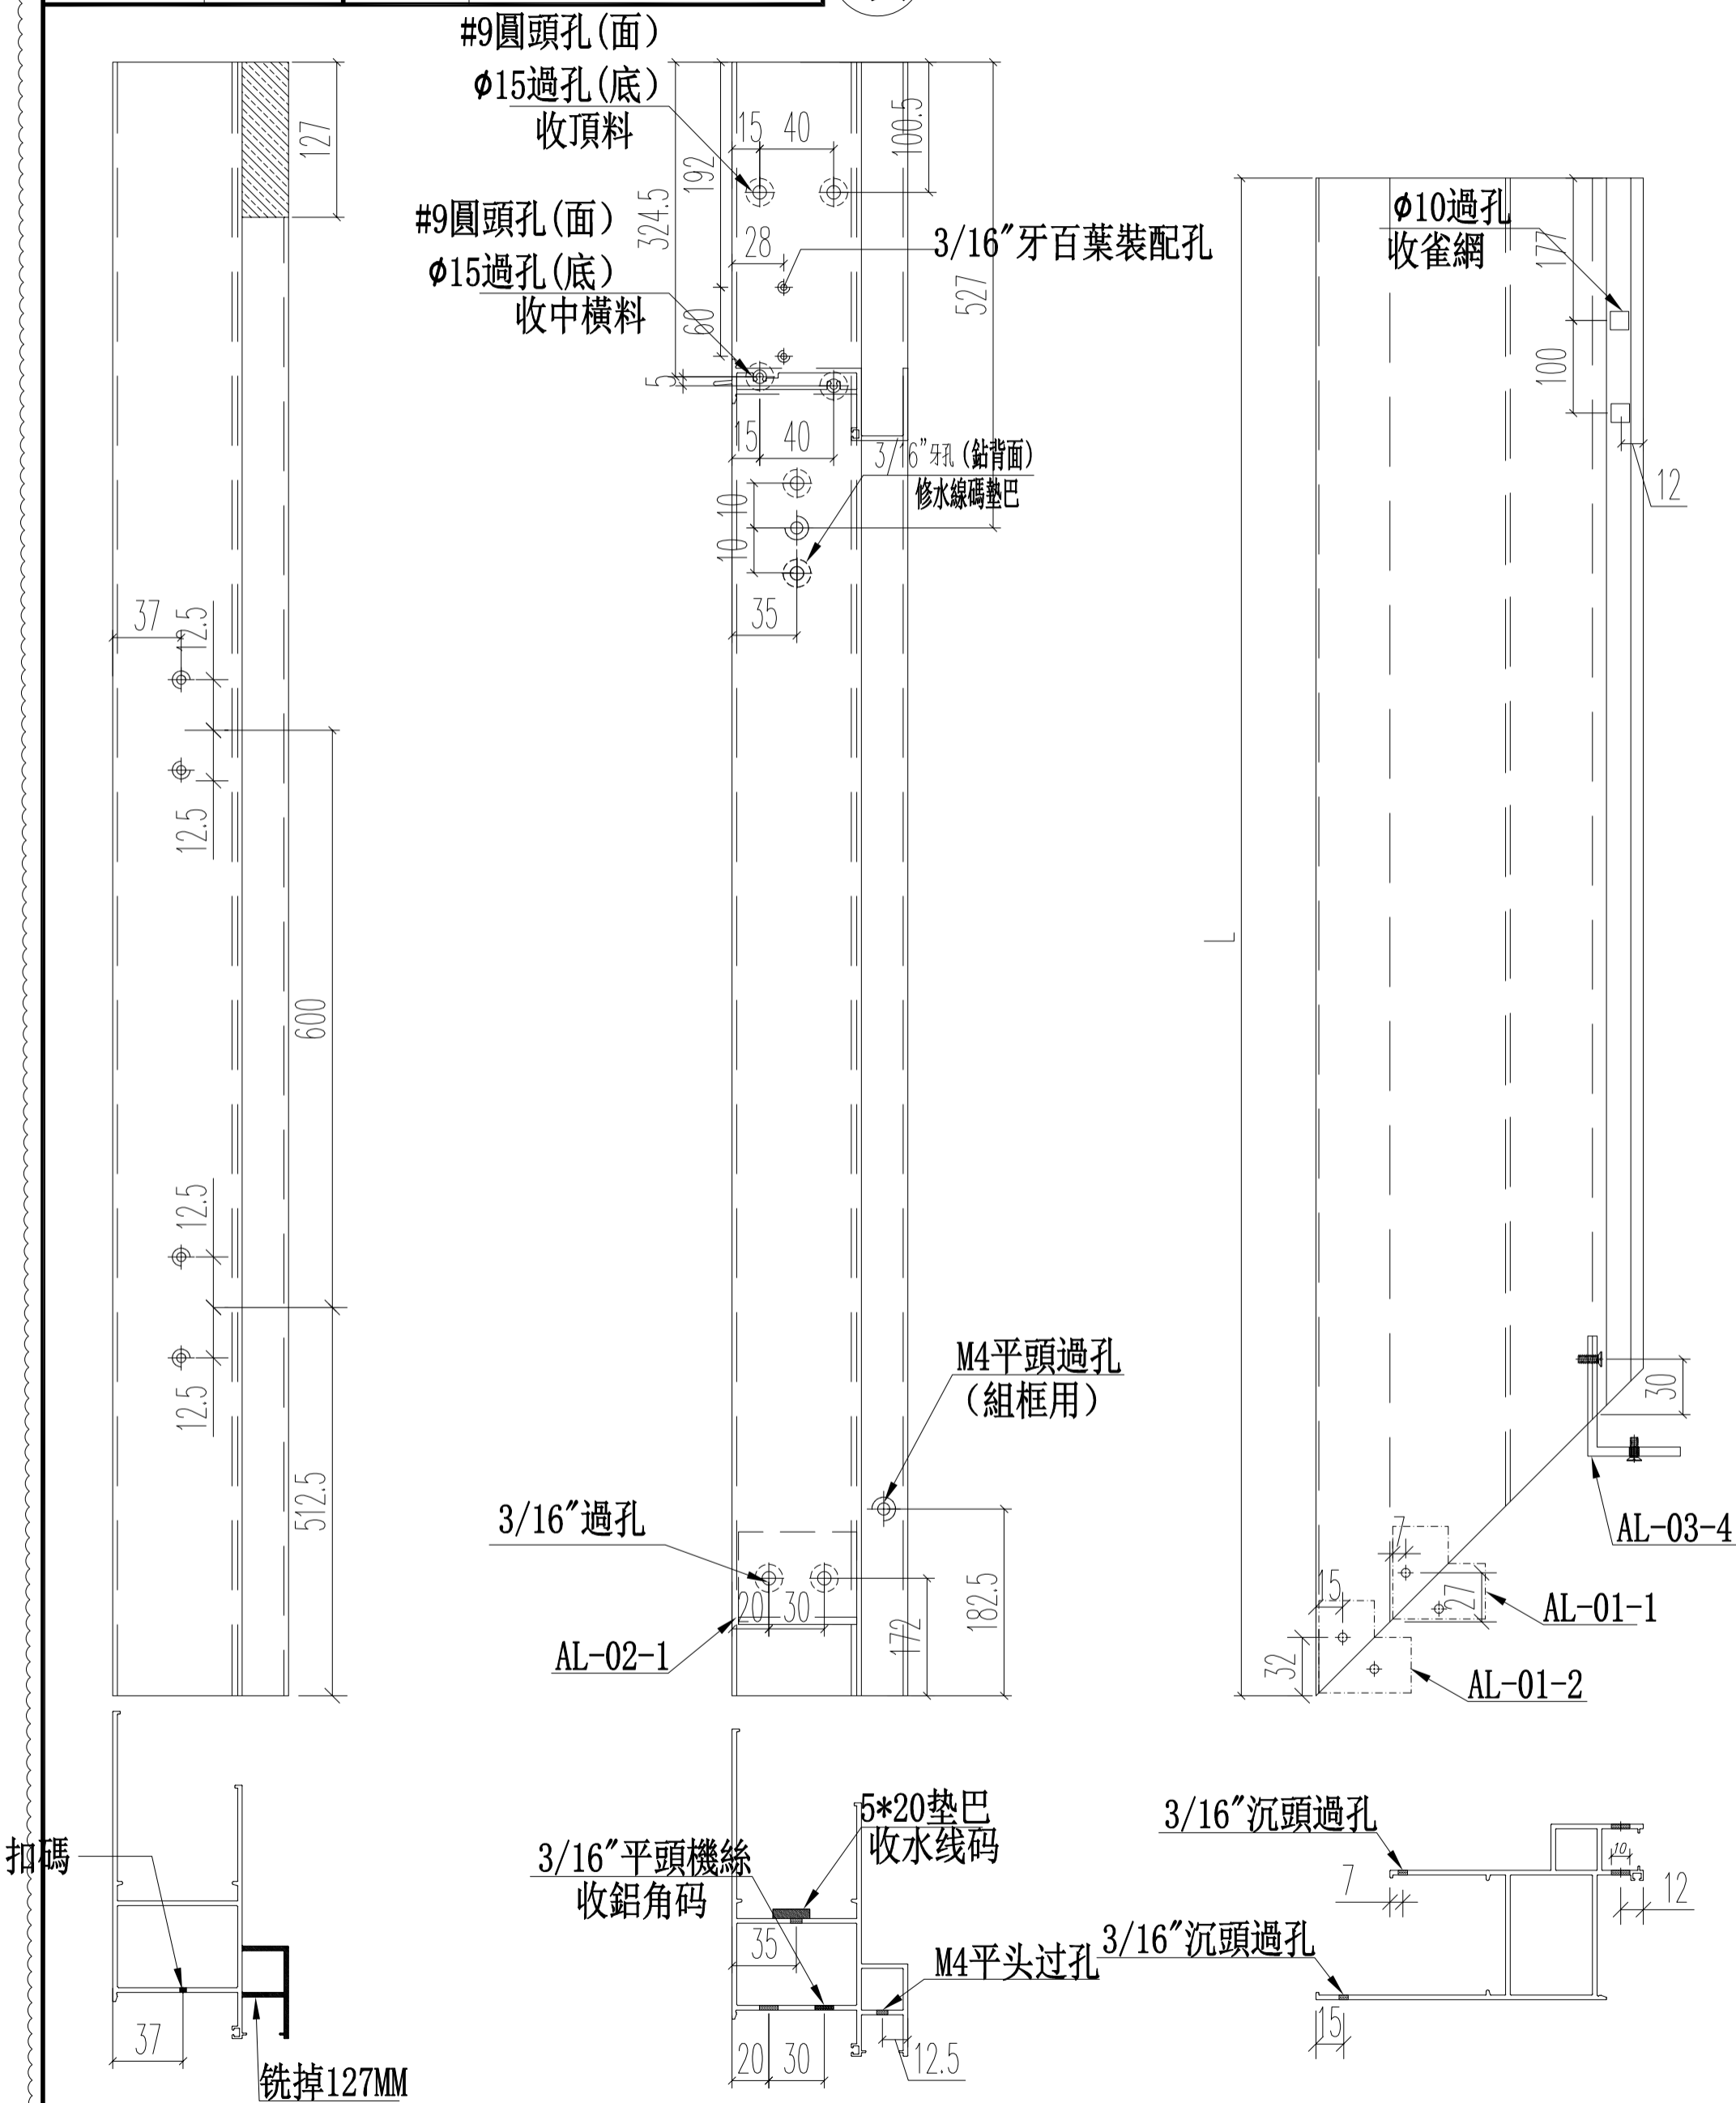 #9圓頭孔(面)
ϕ15過孔(底)
收頂料
127
15
40
100.5
192
324.5
#9圓頭孔(面)
ϕ15過孔(底)
收中橫料
28
3/16"牙百葉裝配孔
527
60
5
15
40
3/16"牙孔(鉆背面)
修水線碼墊巴
10
10
35
ϕ10過孔
收雀網
177
100
12
37
12.5
12.5
600
12.5
12.5
512.5
L
M4平頭過孔
(組框用)
3/16"過孔
20
30
AL-02-1
172
182.5
30
AL-03-4
7
27
AL-01-1
15
32
AL-01-2
扣碼
37
铣掉127MM
5*20垫巴
收水线码
3/16"平頭機絲
收鋁角码
35
M4平头过孔
20
30
12.5
3/16"沉頭過孔
7
10
12
3/16"沉頭過孔
15